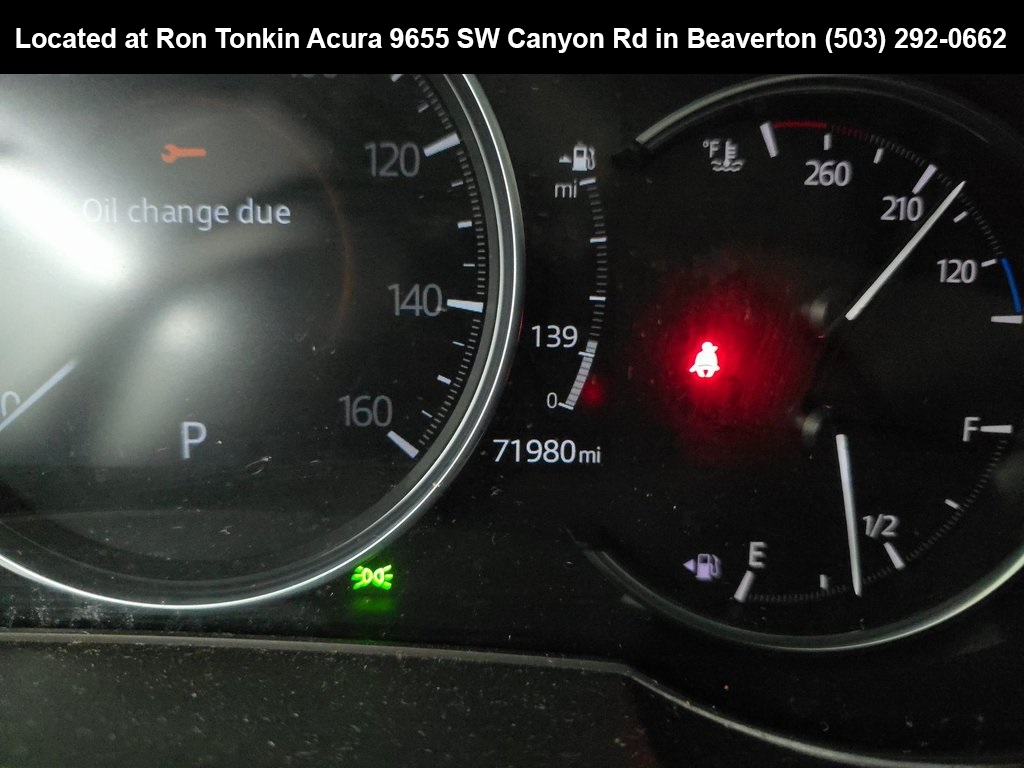 Located at Ron Tonkin Acura 9655 SW Canyon Rd in Beaverton (503) 292-0662
120
Oil change due
140
160
P
mi
139
0
71980mi
°F
260
210
120
F
1/2
E